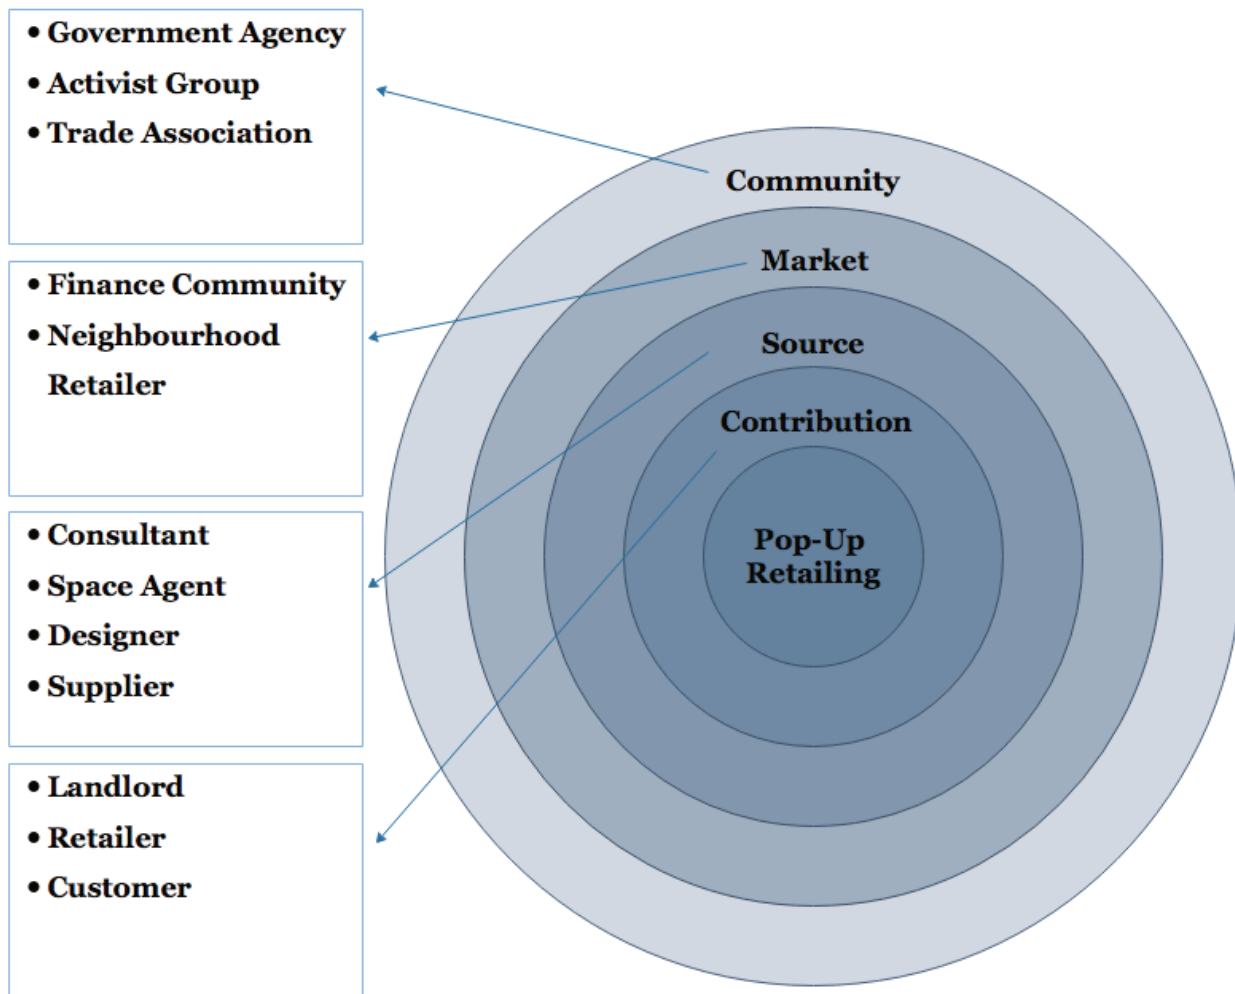 • Government Agency
• Activist Group
• Trade Association
• Finance Community
• Neighbourhood
Retailer
• Consultant
• Space Agent
• Designer
• Supplier
• Landlord
• Retailer
• Customer
Community
Market
Source
Contribution
Pop-Up
Retailing